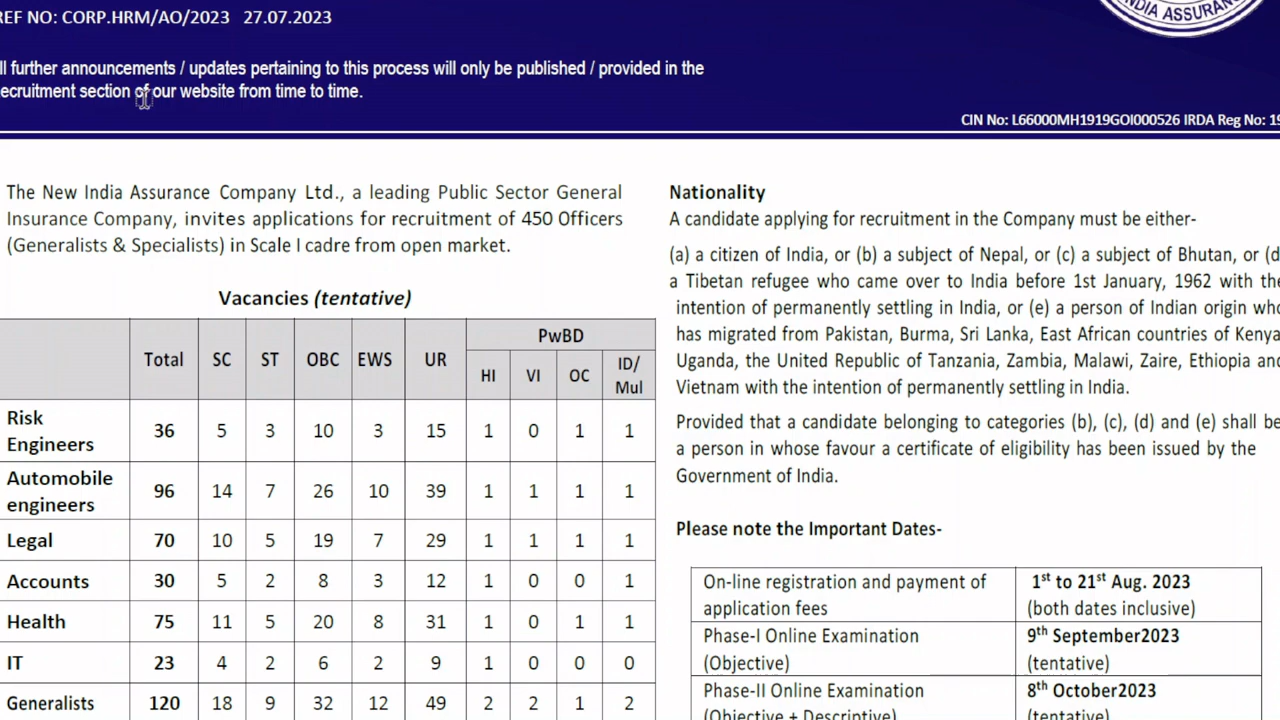 REF NO: CORP.HRM/AO/2023 27.07.2023
ll further announcements / updates pertaining to this process will only be published / provided in the
ecruitment section of our website from time to time.
NDIA ASSURANC
CIN No: L66000MH1919GOI000526 IRDA Reg No: 19
The New India Assurance Company Ltd., a leading Public Sector General
Insurance Company, invites applications for recruitment of 450 Officers
(Generalists & Specialists) in Scale I cadre from open market.
Vacancies (tentative)
Total SC ST OBC EWS UR PwBD
HI VI OC ID/
Mul
Risk
Engineers 36 5 3 10 3 15 1 0 1 1
Automobile
engineers 96 14 7 26 10 39 1 1 1 1
Legal 70 10 5 19 7 29 1 1 1 1
Accounts 30 5 2 8 3 12 1 0 0 1
Health 75 11 5 20 8 31 1 0 1 1
IT 23 4 2 6 2 9 1 0 0 0
Generalists 120 18 9 32 12 49 2 2 1 2
Nationality
A candidate applying for recruitment in the Company must be either-
(a) a citizen of India, or (b) a subject of Nepal, or (c) a subject of Bhutan, or (d
a Tibetan refugee who came over to India before 1st January, 1962 with the
intention of permanently settling in India, or (e) a person of Indian origin who
has migrated from Pakistan, Burma, Sri Lanka, East African countries of Kenya
Uganda, the United Republic of Tanzania, Zambia, Malawi, Zaire, Ethiopia and
Vietnam with the intention of permanently settling in India.
Provided that a candidate belonging to categories (b), (c), (d) and (e) shall be
a person in whose favour a certificate of eligibility has been issued by the
Government of India.
Please note the Important Dates-
On-line registration and payment of 1st to 21st Aug. 2023
application fees (both dates inclusive)
Phase-I Online Examination 9th September2023
(Objective) (tentative)
Phase-II Online Examination 8th October2023
(Objective + Descriptive) (tentative)